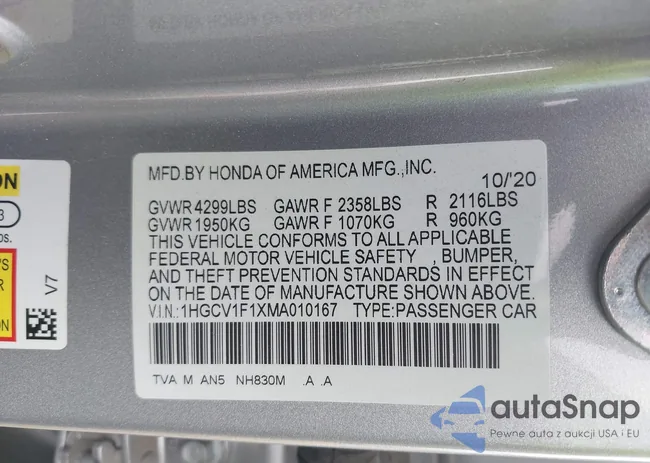 MFD.BY HONDA OF AMERICA MFG.,INC.
10/'20
GVWR 4299LBS GAWR F 2358LBS R 2116LBS
GVWR 1950KG GAWR F 1070KG R 960KG
THIS VEHICLE CONFORMS TO ALL APPLICABLE
FEDERAL MOTOR VEHICLE SAFETY , BUMPER,
AND THEFT PREVENTION STANDARDS IN EFFECT
ON THE DATE OF MANUFACTURE SHOWN ABOVE.
V.I.N.:1HGCV1F1XMA010167 TYPE:PASSENGER CAR
TVA M AN5 NH830M .A .A
V7
autaSnap
Pewne auta z aukcji USA i EU